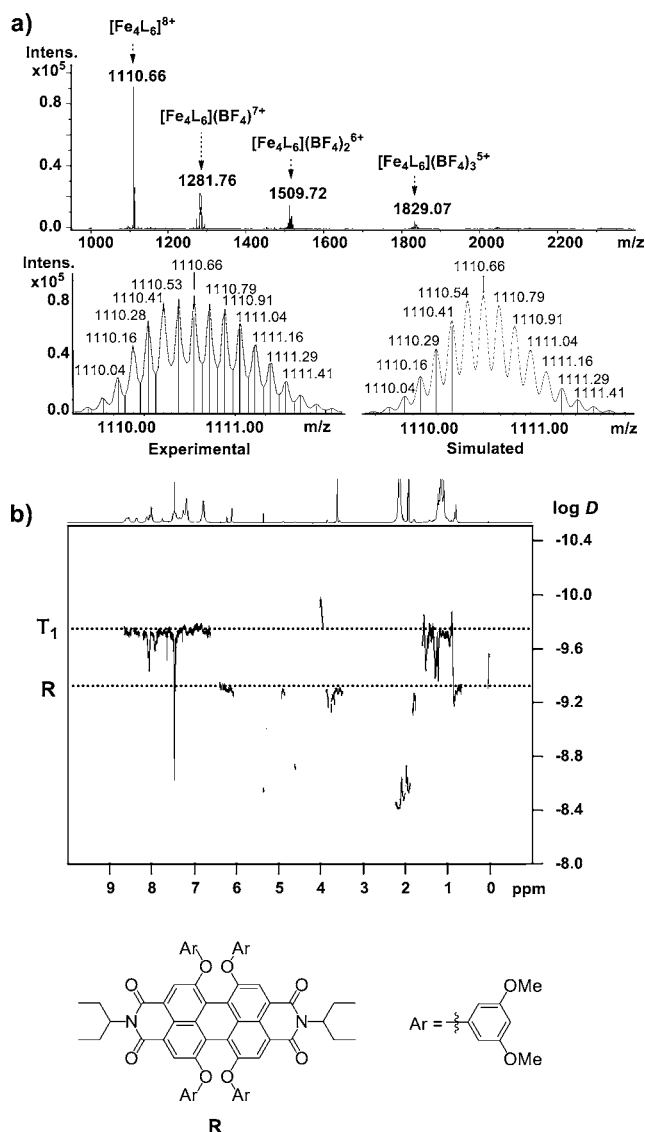 a)
[Fe4L6]8+
Intens.
x10^5
1110.66
0.8
[Fe4L6](BF4)7+
[Fe4L6](BF4)2 6+
[Fe4L6](BF4)3 5+
0.4
1281.76
1509.72
1829.07
0.0
1000 1200 1400 1600 1800 2000 2200 m/z
Intens.
x10^5
0.8
0.4
0.0
1110.66
1110.53 1110.79
1110.41 1110.91
1110.28 1111.04
1110.16 1111.16
1110.04 1111.29
1111.41
1110.00 1111.00 m/z
Experimental
1110.66
1110.54 1110.79
1110.41 1110.91
1110.29 1111.04
1110.16 1111.16
1110.04 1111.29
1111.41
1110.00 1111.00 m/z
Simulated
b)
log D
-10.4
-10.0
T1
-9.6
R
-9.2
-8.8
-8.4
-8.0
9 8 7 6 5 4 3 2 1 0 ppm
Ar Ar
O O
O O
N N
O O
O O
Ar Ar
R
Ar =
OMe
OMe